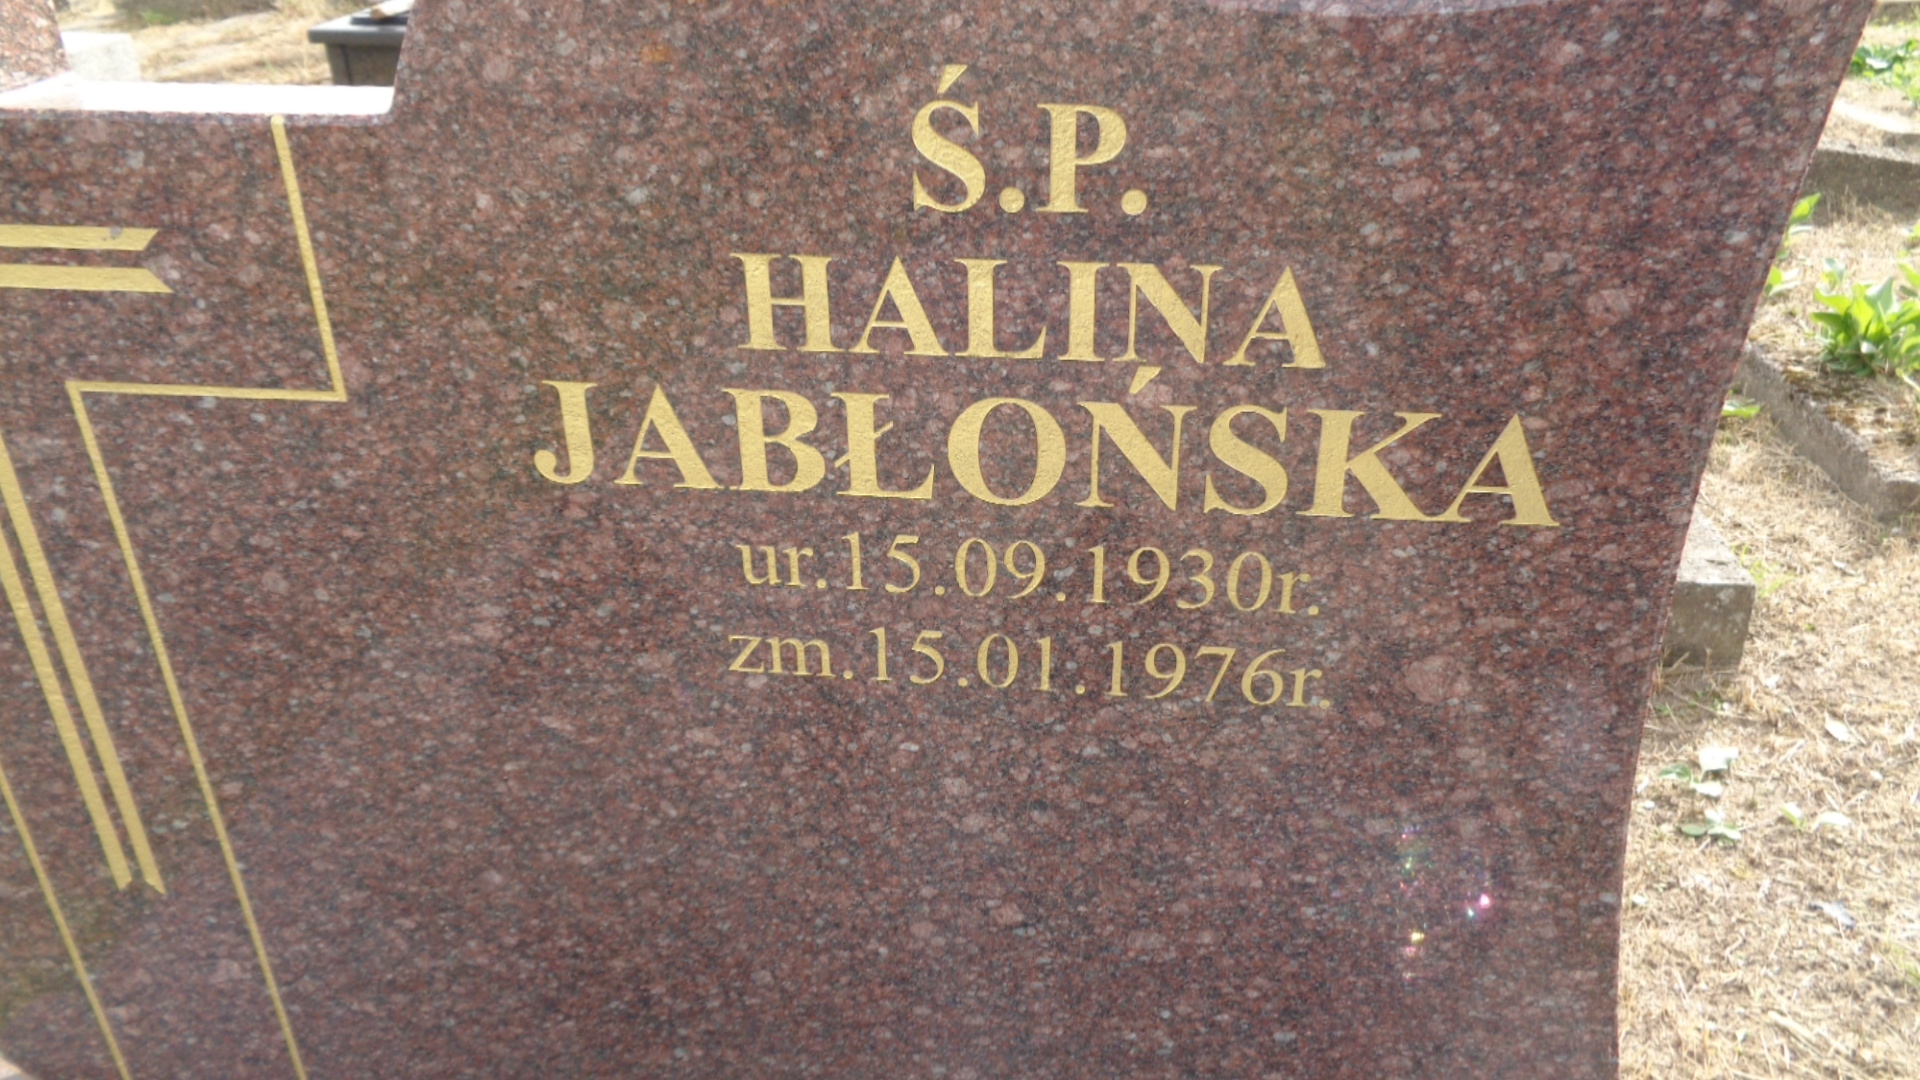 Ś.P.
HALINA
JABŁOŃSKA
ur.15.09.1930r.
zm.15.01.1976r.